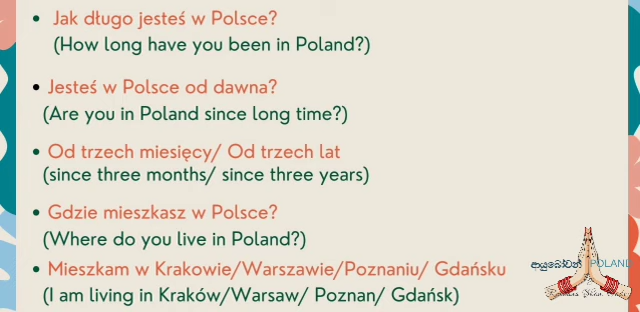 • Jak długo jesteś w Polsce?
(How long have you been in Poland?)
• Jesteś w Polsce od dawna?
(Are you in Poland since long time?)
• Od trzech miesięcy/ Od trzech lat
(since three months/ since three years)
• Gdzie mieszkasz w Polsce?
(Where do you live in Poland?)
• Mieszkam w Krakowie/Warszawie/Poznaniu/ Gdańsku
(I am living in Kraków/Warsaw/ Poznan/ Gdańsk)
ආයුබෝවන් POLAND